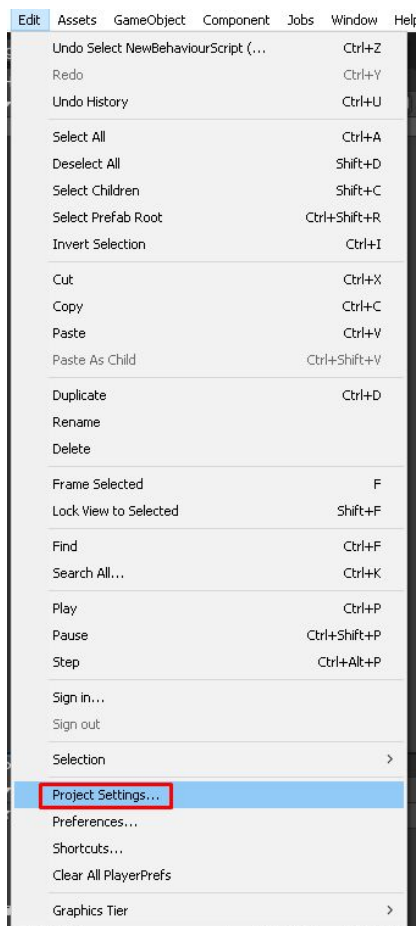 Edit Assets GameObject Component Jobs Window Help
Undo Select NewBehaviourScript (... Ctrl+Z
Redo Ctrl+Y
Undo History Ctrl+U
Select All Ctrl+A
Deselect All Shift+D
Select Children Shift+C
Select Prefab Root Ctrl+Shift+R
Invert Selection Ctrl+I
Cut Ctrl+X
Copy Ctrl+C
Paste Ctrl+V
Paste As Child Ctrl+Shift+V
Duplicate Ctrl+D
Rename
Delete
Frame Selected F
Lock View to Selected Shift+F
Find Ctrl+F
Search All... Ctrl+K
Play Ctrl+P
Pause Ctrl+Shift+P
Step Ctrl+Alt+P
Sign in...
Sign out
Selection >
Project Settings...
Preferences...
Shortcuts...
Clear All PlayerPrefs
Graphics Tier >